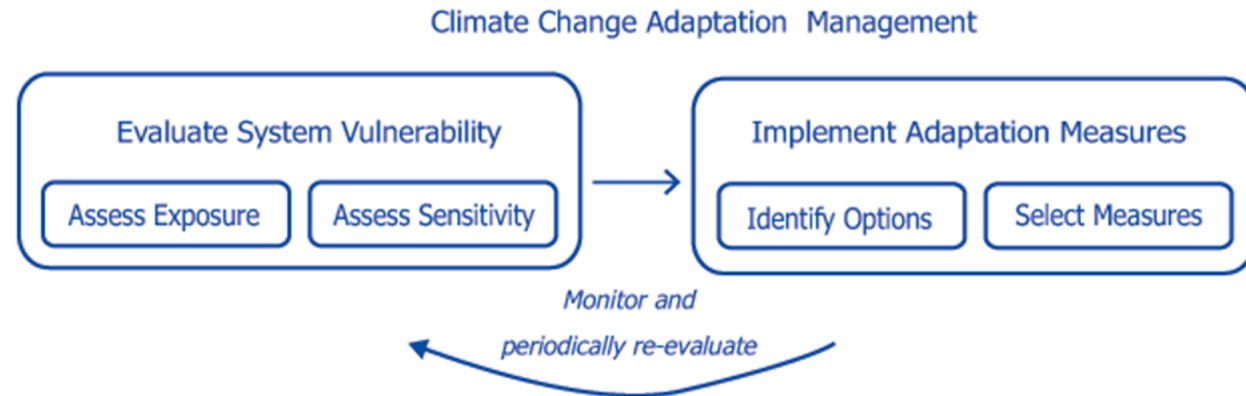 Climate Change Adaptation Management
Evaluate System Vulnerability
Assess Exposure
Assess Sensitivity
Implement Adaptation Measures
Identify Options
Select Measures
Monitor and
periodically re-evaluate